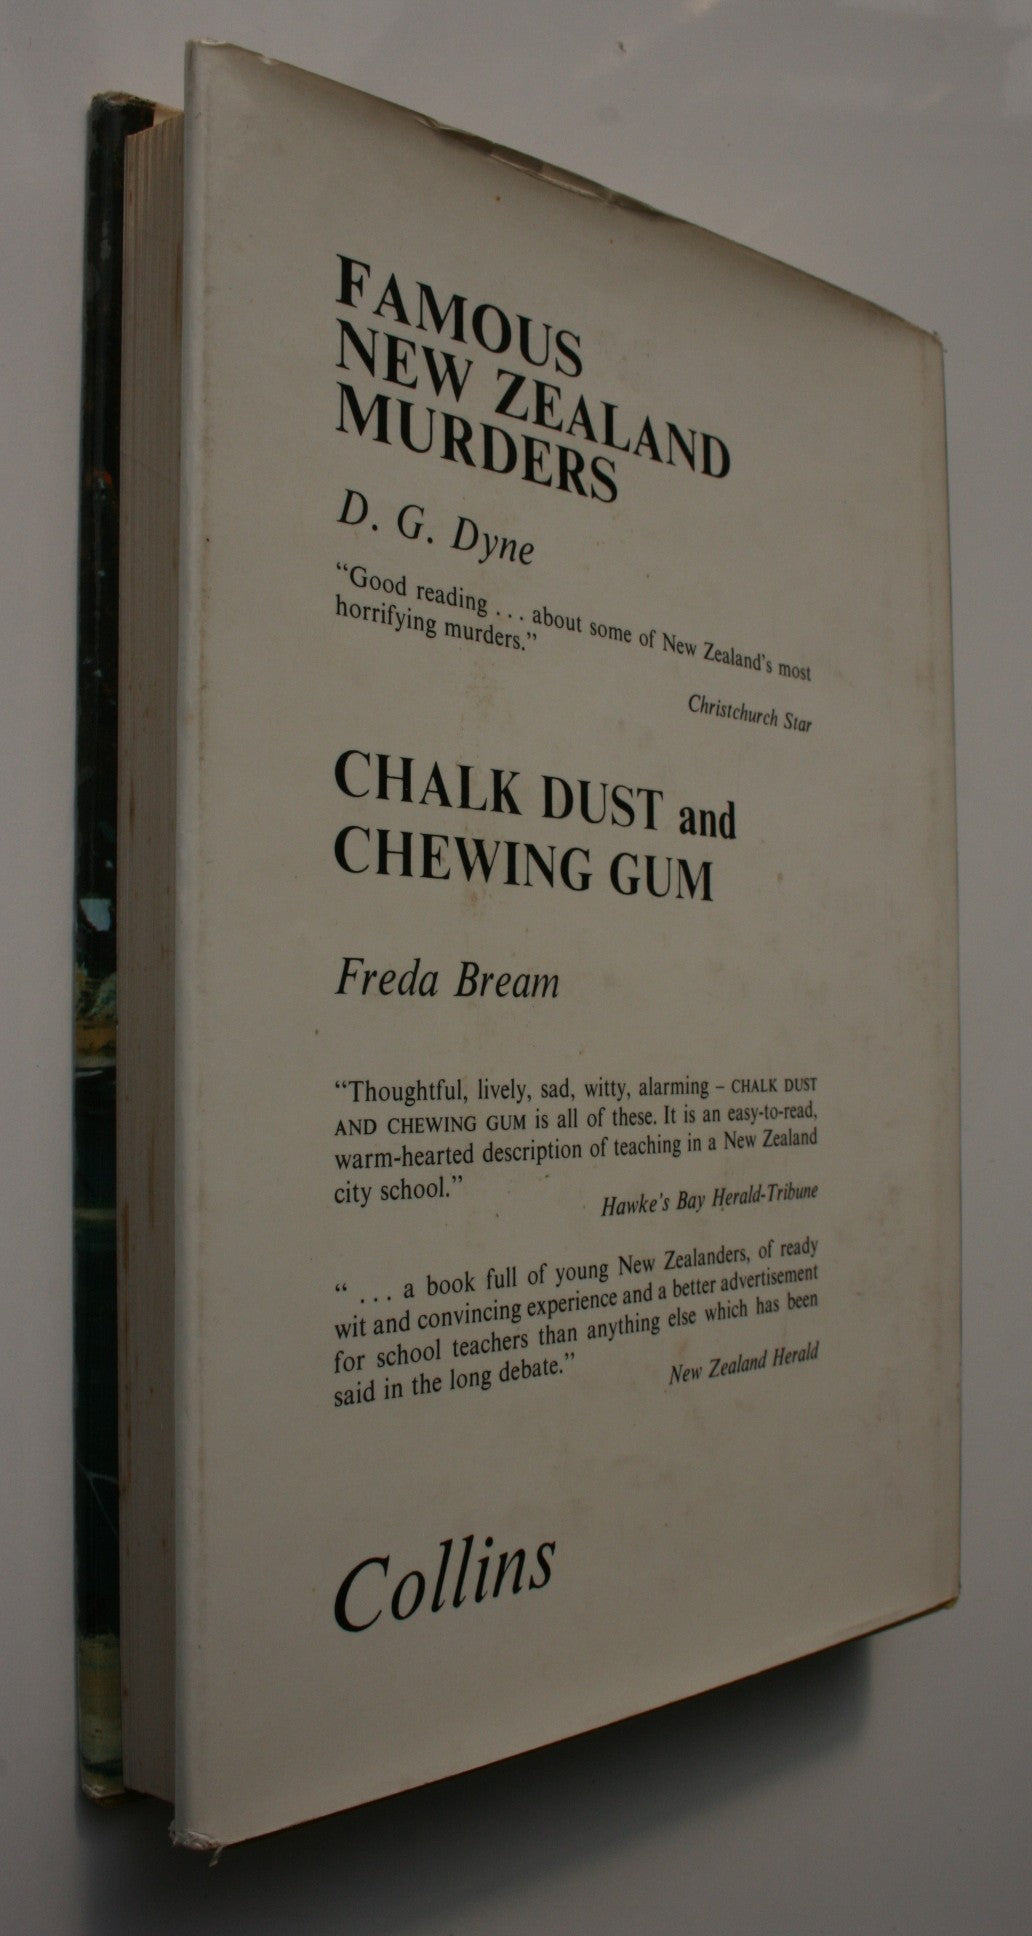 FAMOUS
NEW ZEALAND
MURDERS
D. G. Dyne
“Good reading . . . about some of New Zealand's most
horrifying murders.”
Christchurch Star
CHALK DUST and
CHEWING GUM
Freda Bream
“Thoughtful, lively, sad, witty, alarming – CHALK DUST
AND CHEWING GUM is all of these. It is an easy-to-read,
warm-hearted description of teaching in a New Zealand
city school.”
Hawke's Bay Herald-Tribune
“ . . . a book full of young New Zealanders, of ready
wit and convincing experience and a better advertisement
for school teachers than anything else which has been
said in the long debate.”
New Zealand Herald
Collins